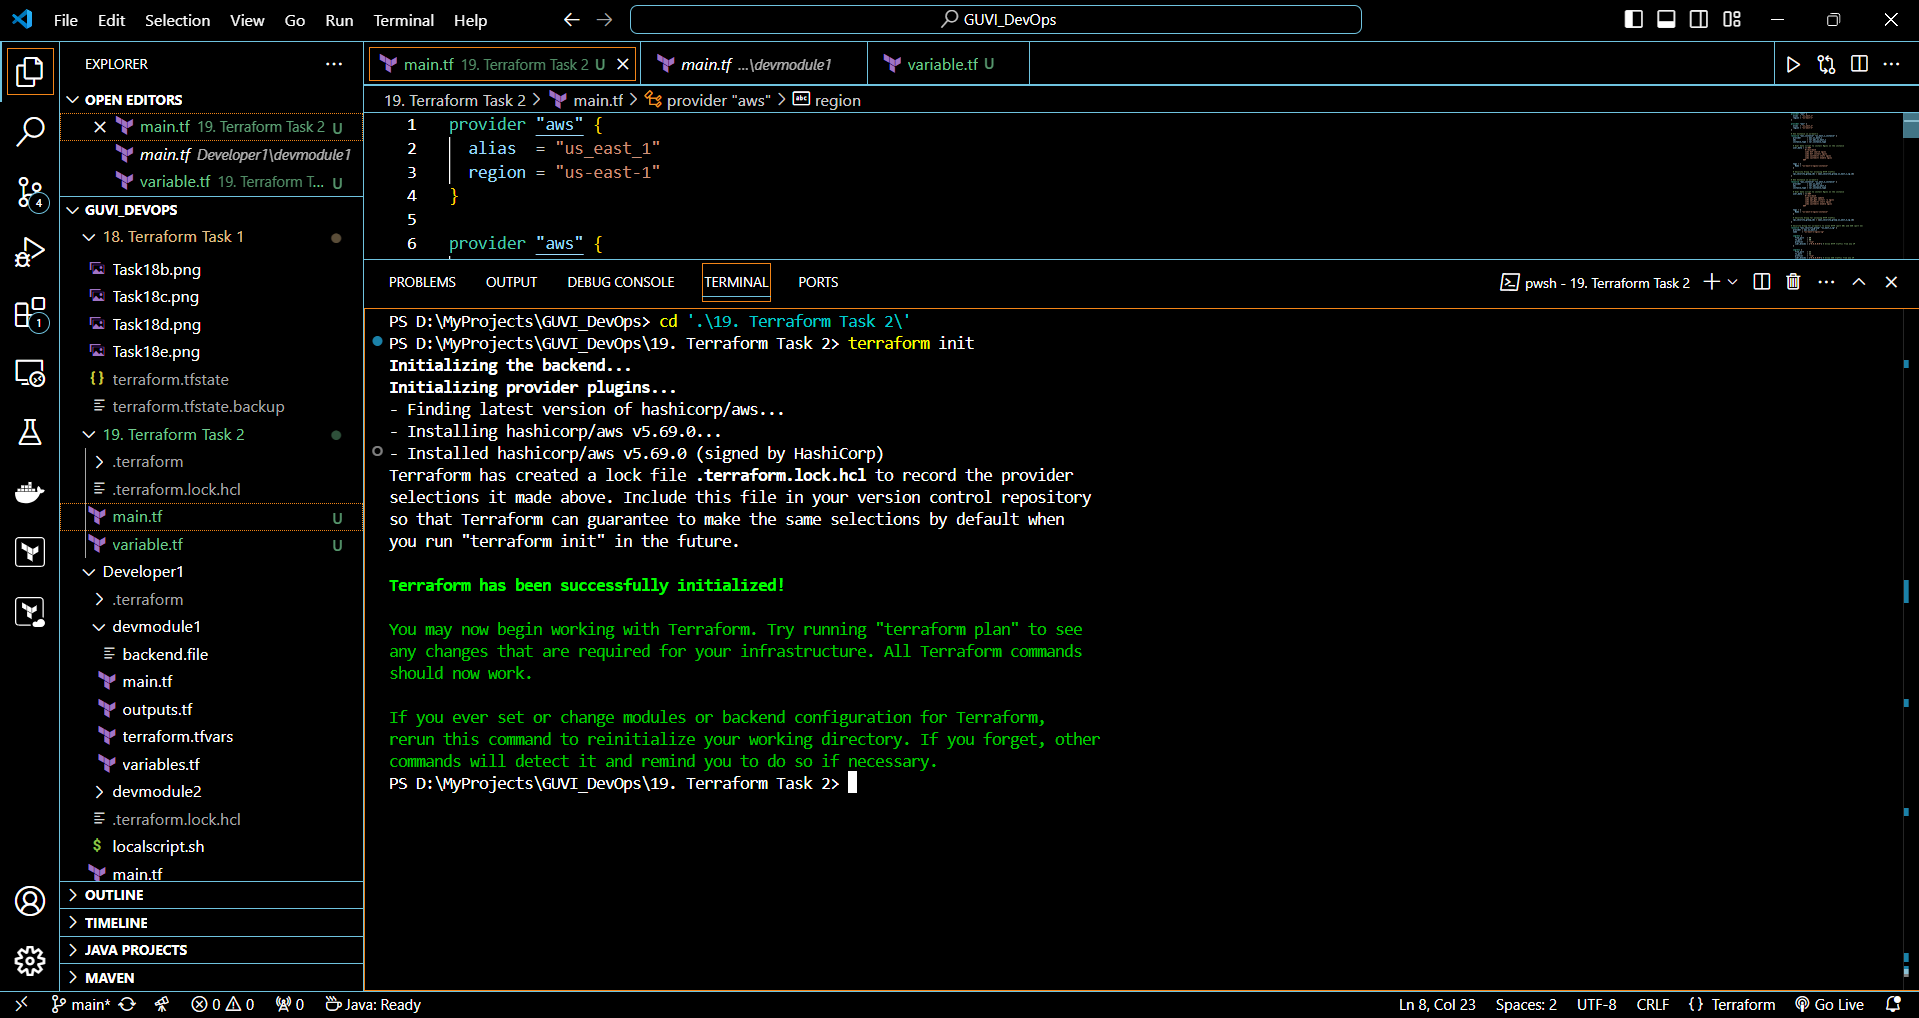 File Edit Selection View Go Run Terminal Help
GUVI_DevOps
EXPLORER
OPEN EDITORS
main.tf 19. Terraform Task 2 U
main.tf Developer1\devmodule1
variable.tf 19. Terraform T... U
GUVI_DEVOPS
18. Terraform Task 1
Task18b.png
Task18c.png
Task18d.png
Task18e.png
terraform.tfstate
terraform.tfstate.backup
19. Terraform Task 2
.terraform
.terraform.lock.hcl
main.tf U
variable.tf U
Developer1
.terraform
devmodule1
backend.file
main.tf
outputs.tf
terraform.tfvars
variables.tf
devmodule2
.terraform.lock.hcl
localscript.sh
main.tf
OUTLINE
TIMELINE
JAVA PROJECTS
MAVEN
4
1
main.tf 19. Terraform Task 2 U
main.tf ...\devmodule1
variable.tf U
19. Terraform Task 2 > main.tf > provider "aws" > region
1 provider "aws" {
2 alias = "us_east_1"
3 region = "us-east-1"
4 }
5
6 provider "aws" {
PROBLEMS OUTPUT DEBUG CONSOLE TERMINAL PORTS
pwsh - 19. Terraform Task 2
PS D:\MyProjects\GUVI_DevOps> cd '.\19. Terraform Task 2\'
PS D:\MyProjects\GUVI_DevOps\19. Terraform Task 2> terraform init
Initializing the backend...
Initializing provider plugins...
- Finding latest version of hashicorp/aws...
- Installing hashicorp/aws v5.69.0...
- Installed hashicorp/aws v5.69.0 (signed by HashiCorp)
Terraform has created a lock file .terraform.lock.hcl to record the provider
selections it made above. Include this file in your version control repository
so that Terraform can guarantee to make the same selections by default when
you run "terraform init" in the future.
Terraform has been successfully initialized!
You may now begin working with Terraform. Try running "terraform plan" to see
any changes that are required for your infrastructure. All Terraform commands
should now work.
If you ever set or change modules or backend configuration for Terraform,
rerun this command to reinitialize your working directory. If you forget, other
commands will detect it and remind you to do so if necessary.
PS D:\MyProjects\GUVI_DevOps\19. Terraform Task 2>
main* 0 0 0 Java: Ready
Ln 8, Col 23 Spaces: 2 UTF-8 CRLF {} Terraform Go Live